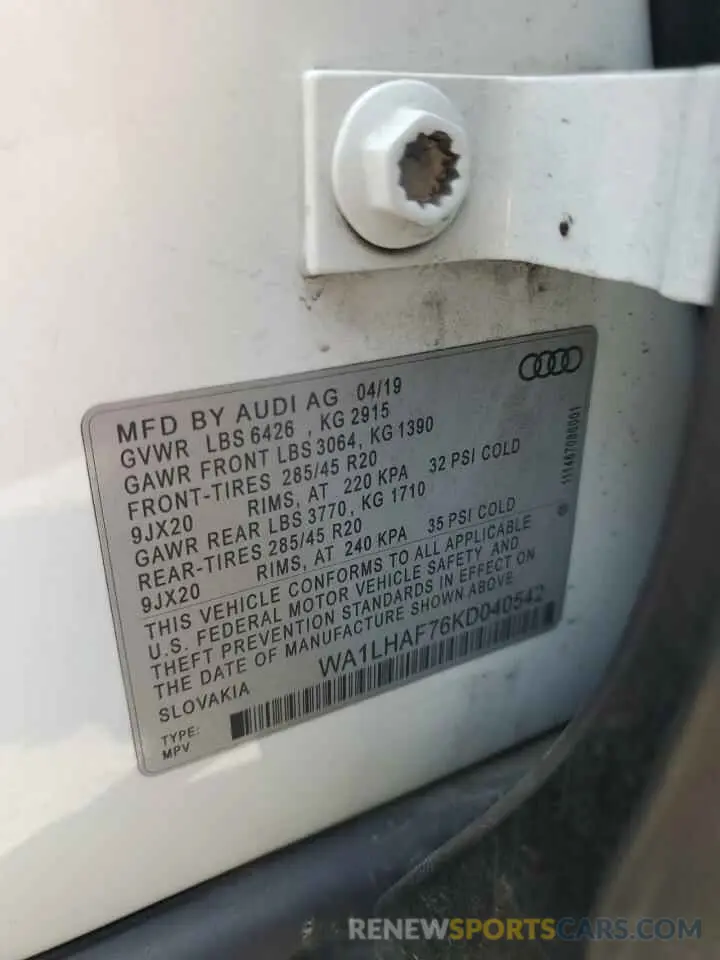 MFD BY AUDI AG 04/19
GVWR LBS 6426 , KG 2915
GAWR FRONT LBS 3064, KG 1390
FRONT-TIRES 285/45 R20
9JX20 RIMS, AT 220 KPA 32 PSI COLD
GAWR REAR LBS 3770, KG 1710
REAR-TIRES 285/45 R20
9JX20 RIMS, AT 240 KPA 35 PSI COLD
THIS VEHICLE CONFORMS TO ALL APPLICABLE
U.S. FEDERAL MOTOR VEHICLE SAFETY AND
THEFT PREVENTION STANDARDS IN EFFECT ON
THE DATE OF MANUFACTURE SHOWN ABOVE
SLOVAKIA WA1LHAF76KD040542
TYPE:
MPV
RENEWSPORTSCARS.COM